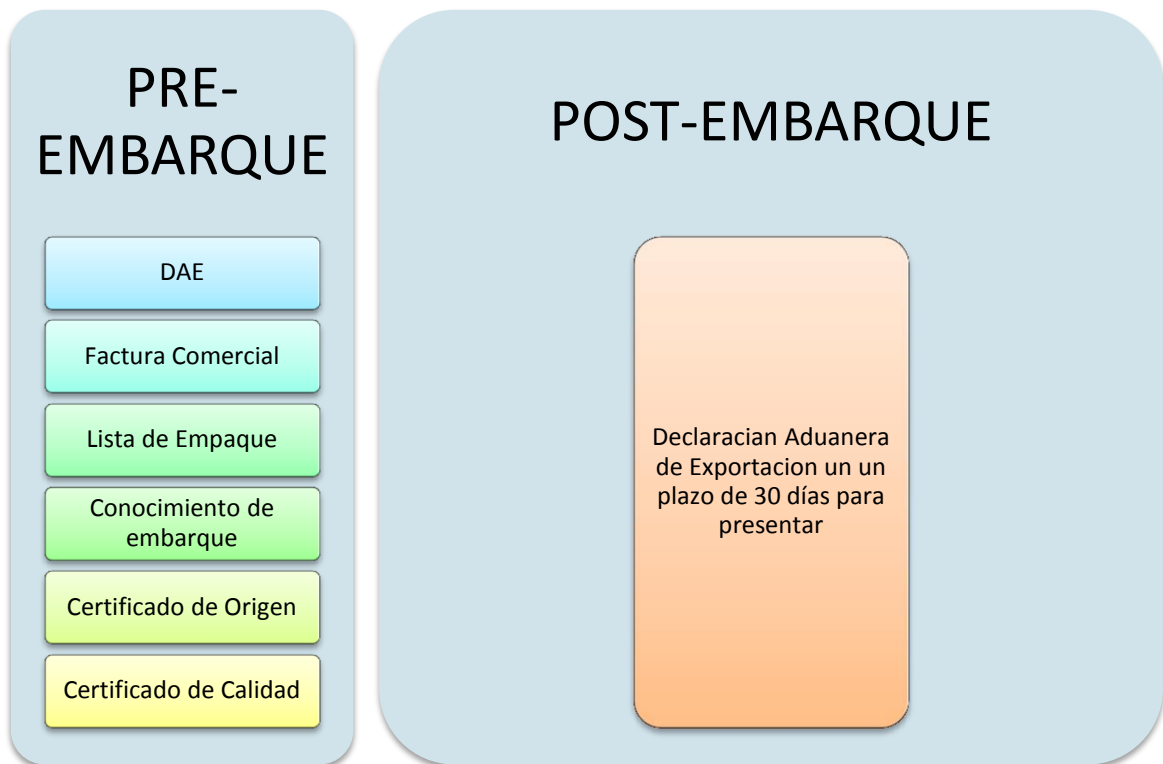 PRE-
EMBARQUE
DAE
Factura Comercial
Lista de Empaque
Conocimiento de
embarque
Certificado de Origen
Certificado de Calidad
POST-EMBARQUE
Declaracian Aduanera
de Exportacion un un
plazo de 30 días para
presentar